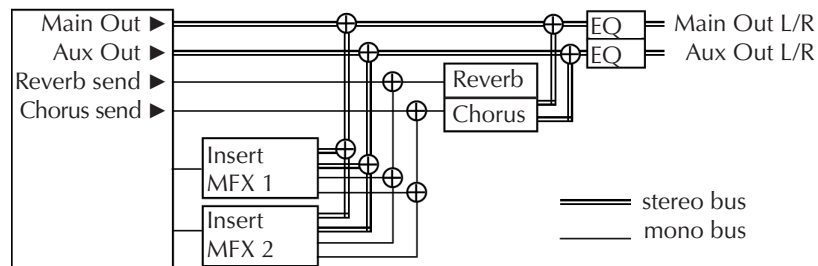 Main Out ▶
Aux Out ▶
Reverb send ▶
Chorus send ▶
Insert
MFX 1
Insert
MFX 2
Reverb
Chorus
EQ
EQ
Main Out L/R
Aux Out L/R
stereo bus
mono bus